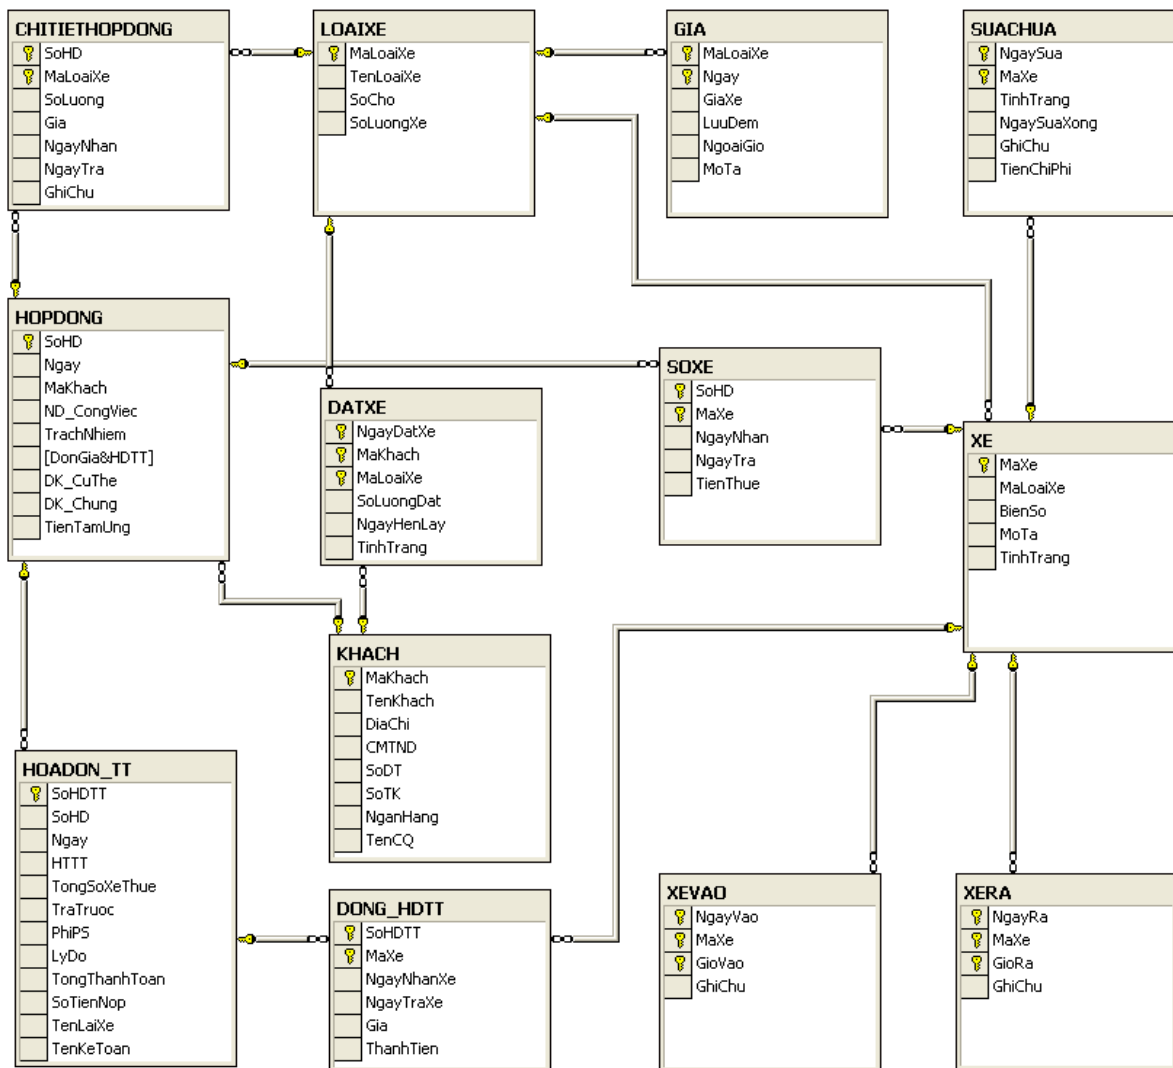 CHITIETHOPDONG
SoHD
MaLoaiXe
SoLuong
Gia
NgayNhan
NgayTra
GhiChu
LOAIXE
MaLoaiXe
TenLoaiXe
SoCho
SoLuongXe
GIA
MaLoaiXe
Ngay
GiaXe
LuuDem
NgoaiGio
MoTa
SUACHUA
NgaySua
MaXe
TinhTrang
NgaySuaXong
GhiChu
TienChiPhi
HOPDONG
SoHD
Ngay
MaKhach
ND_CongViec
TrachNhiem
[DonGia&HDTT]
DK_CuThe
DK_Chung
TienTamUng
DATXE
NgayDatXe
MaKhach
MaLoaiXe
SoLuongDat
NgayHenLay
TinhTrang
SOXE
SoHD
MaXe
NgayNhan
NgayTra
TienThue
XE
MaXe
MaLoaiXe
BienSo
MoTa
TinhTrang
KHACH
MaKhach
TenKhach
DiaChi
CMTND
SoDT
SoTK
NganHang
TenCQ
HOADON_TT
SoHDTT
SoHD
Ngay
HTTT
TongSoXeThue
TraTruoc
PhiPS
LyDo
TongThanhToan
SoTienNop
TenLaiXe
TenKeToan
DONG_HDTT
SoHDTT
MaXe
NgayNhanXe
NgayTraXe
Gia
ThanhTien
XEVAO
NgayVao
MaXe
GioVao
GhiChu
XERA
NgayRa
MaXe
GioRa
GhiChu